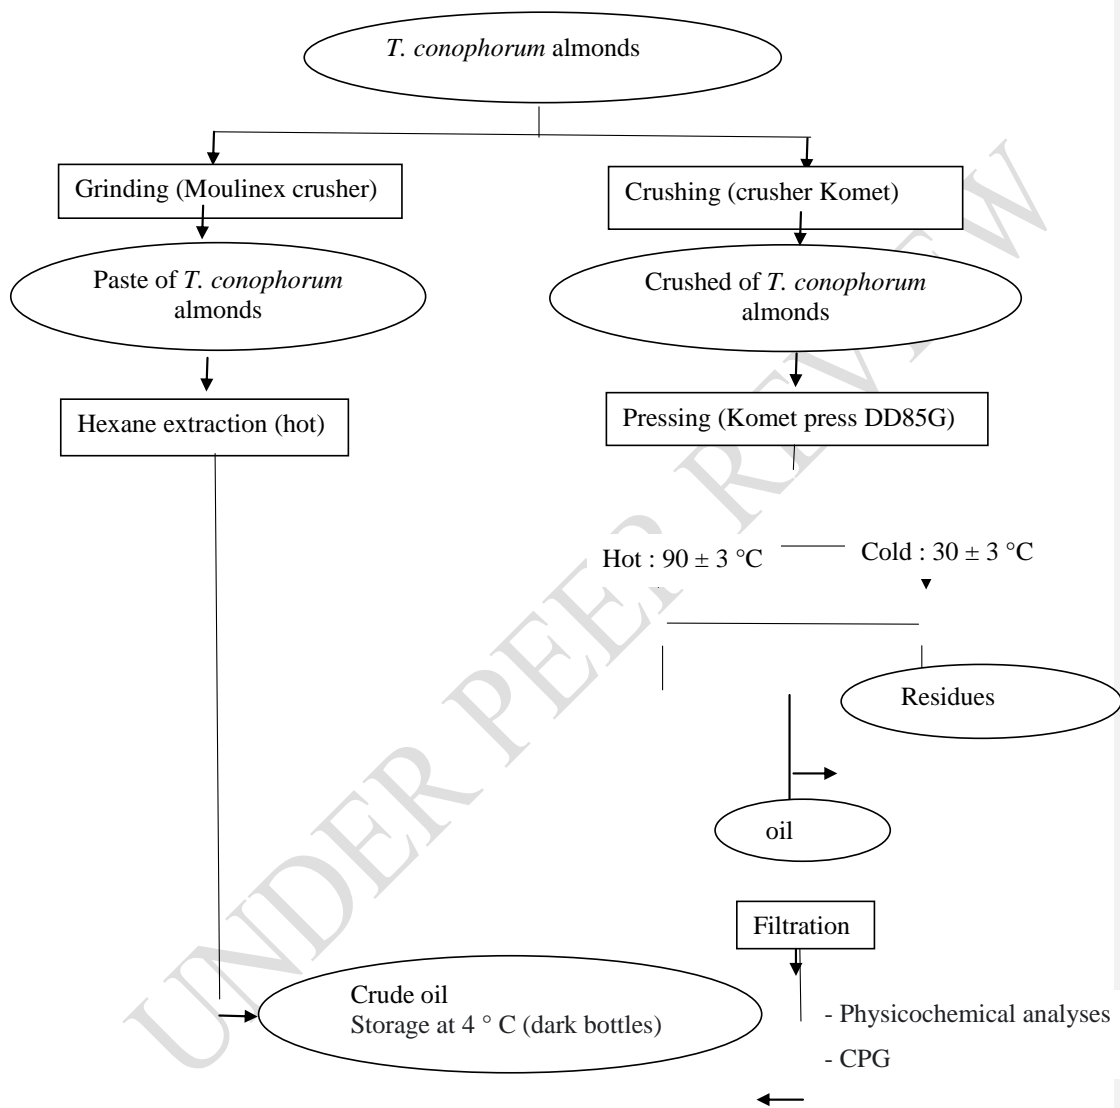 T. conophorum almonds
Grinding (Moulinex crusher)
Crushing (crusher Komet)
Paste of T. conophorum
almonds
Crushed of T. conophorum
almonds
Hexane extraction (hot)
Pressing (Komet press DD85G)
Hot : 90 ± 3 °C
Cold : 30 ± 3 °C
Residues
oil
Filtration
Crude oil
Storage at 4 ° C (dark bottles)
- Physicochemical analyses
- CPG
UNDER PEER REVIEW